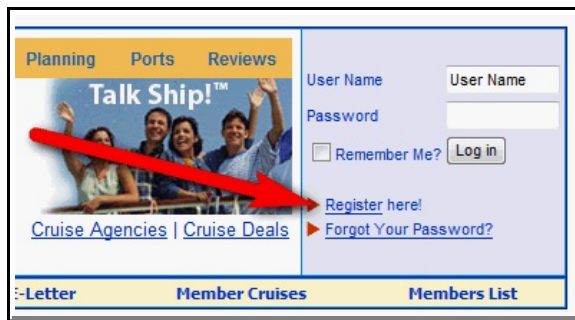 Planning Ports Reviews
Talk Ship!™
Cruise Agencies | Cruise Deals
User Name User Name
Password
Remember Me? Log in
Register here!
Forgot Your Password?
E-Letter Member Cruises Members List